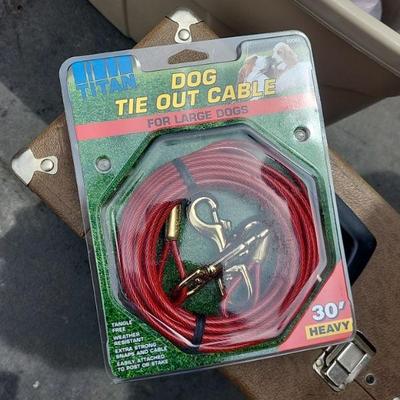 TITAN
DOG
TIE OUT CABLE
FOR LARGE DOGS
TANGLE
FREE
WEATHER
RESISTANT
EXTRA STRONG
SNAPS AND CABLE
EASILY ATTACHED
TO POST OR STAKE
30'
HEAVY